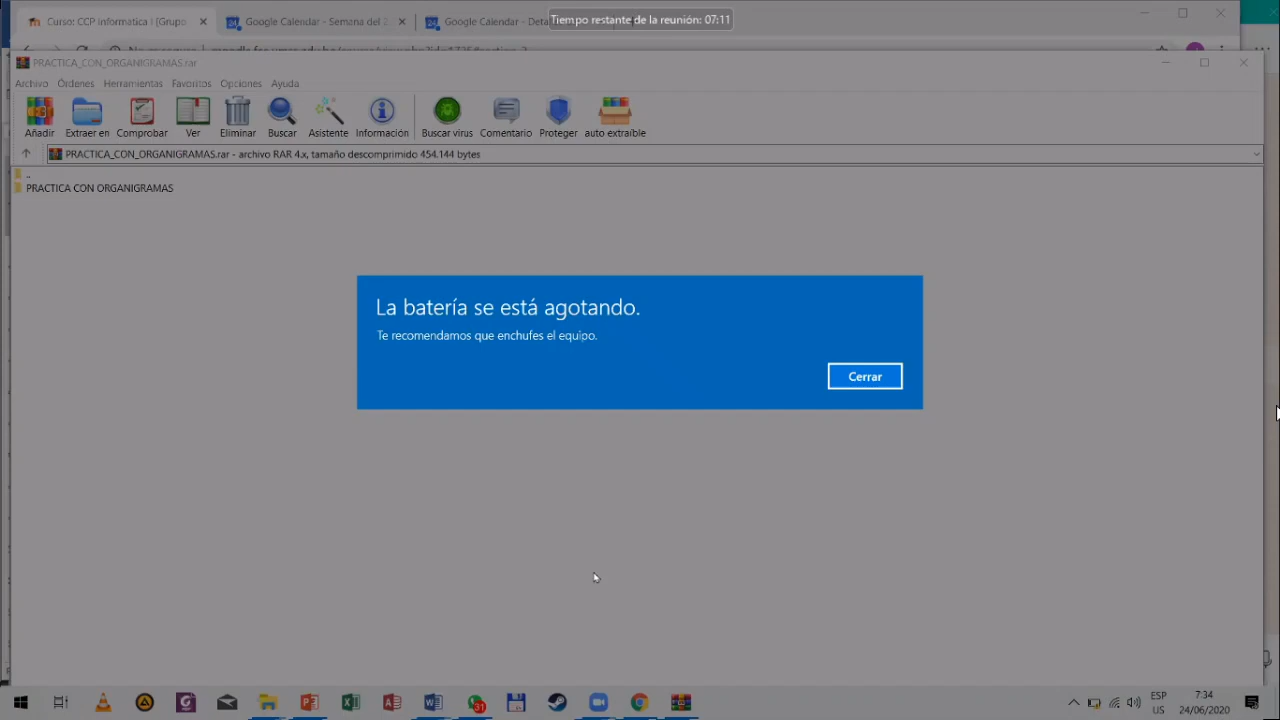 Curso: CCP Informatica I (Grupo
Google Calendar - Semana del 2
Google Calendar - Deta
Tiempo restante de la reunión: 07:11
PRACTICA_CON_ORGANIGRAMAS.rar
Archivo Órdenes Herramientas Favoritos Opciones Ayuda
Añadir Extraer en Comprobar Ver Eliminar Buscar Asistente Información Buscar virus Comentario Proteger auto extraíble
PRACTICA_CON_ORGANIGRAMAS.rar - archivo RAR 4.x, tamaño descomprimido 454.144 bytes
..
PRACTICA CON ORGANIGRAMAS
La batería se está agotando.
Te recomendamos que enchufes el equipo.
Cerrar
31
ESP
US
7:34
24/06/2020